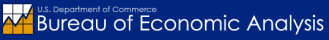 U.S. Department of Commerce
Bureau of Economic Analysis